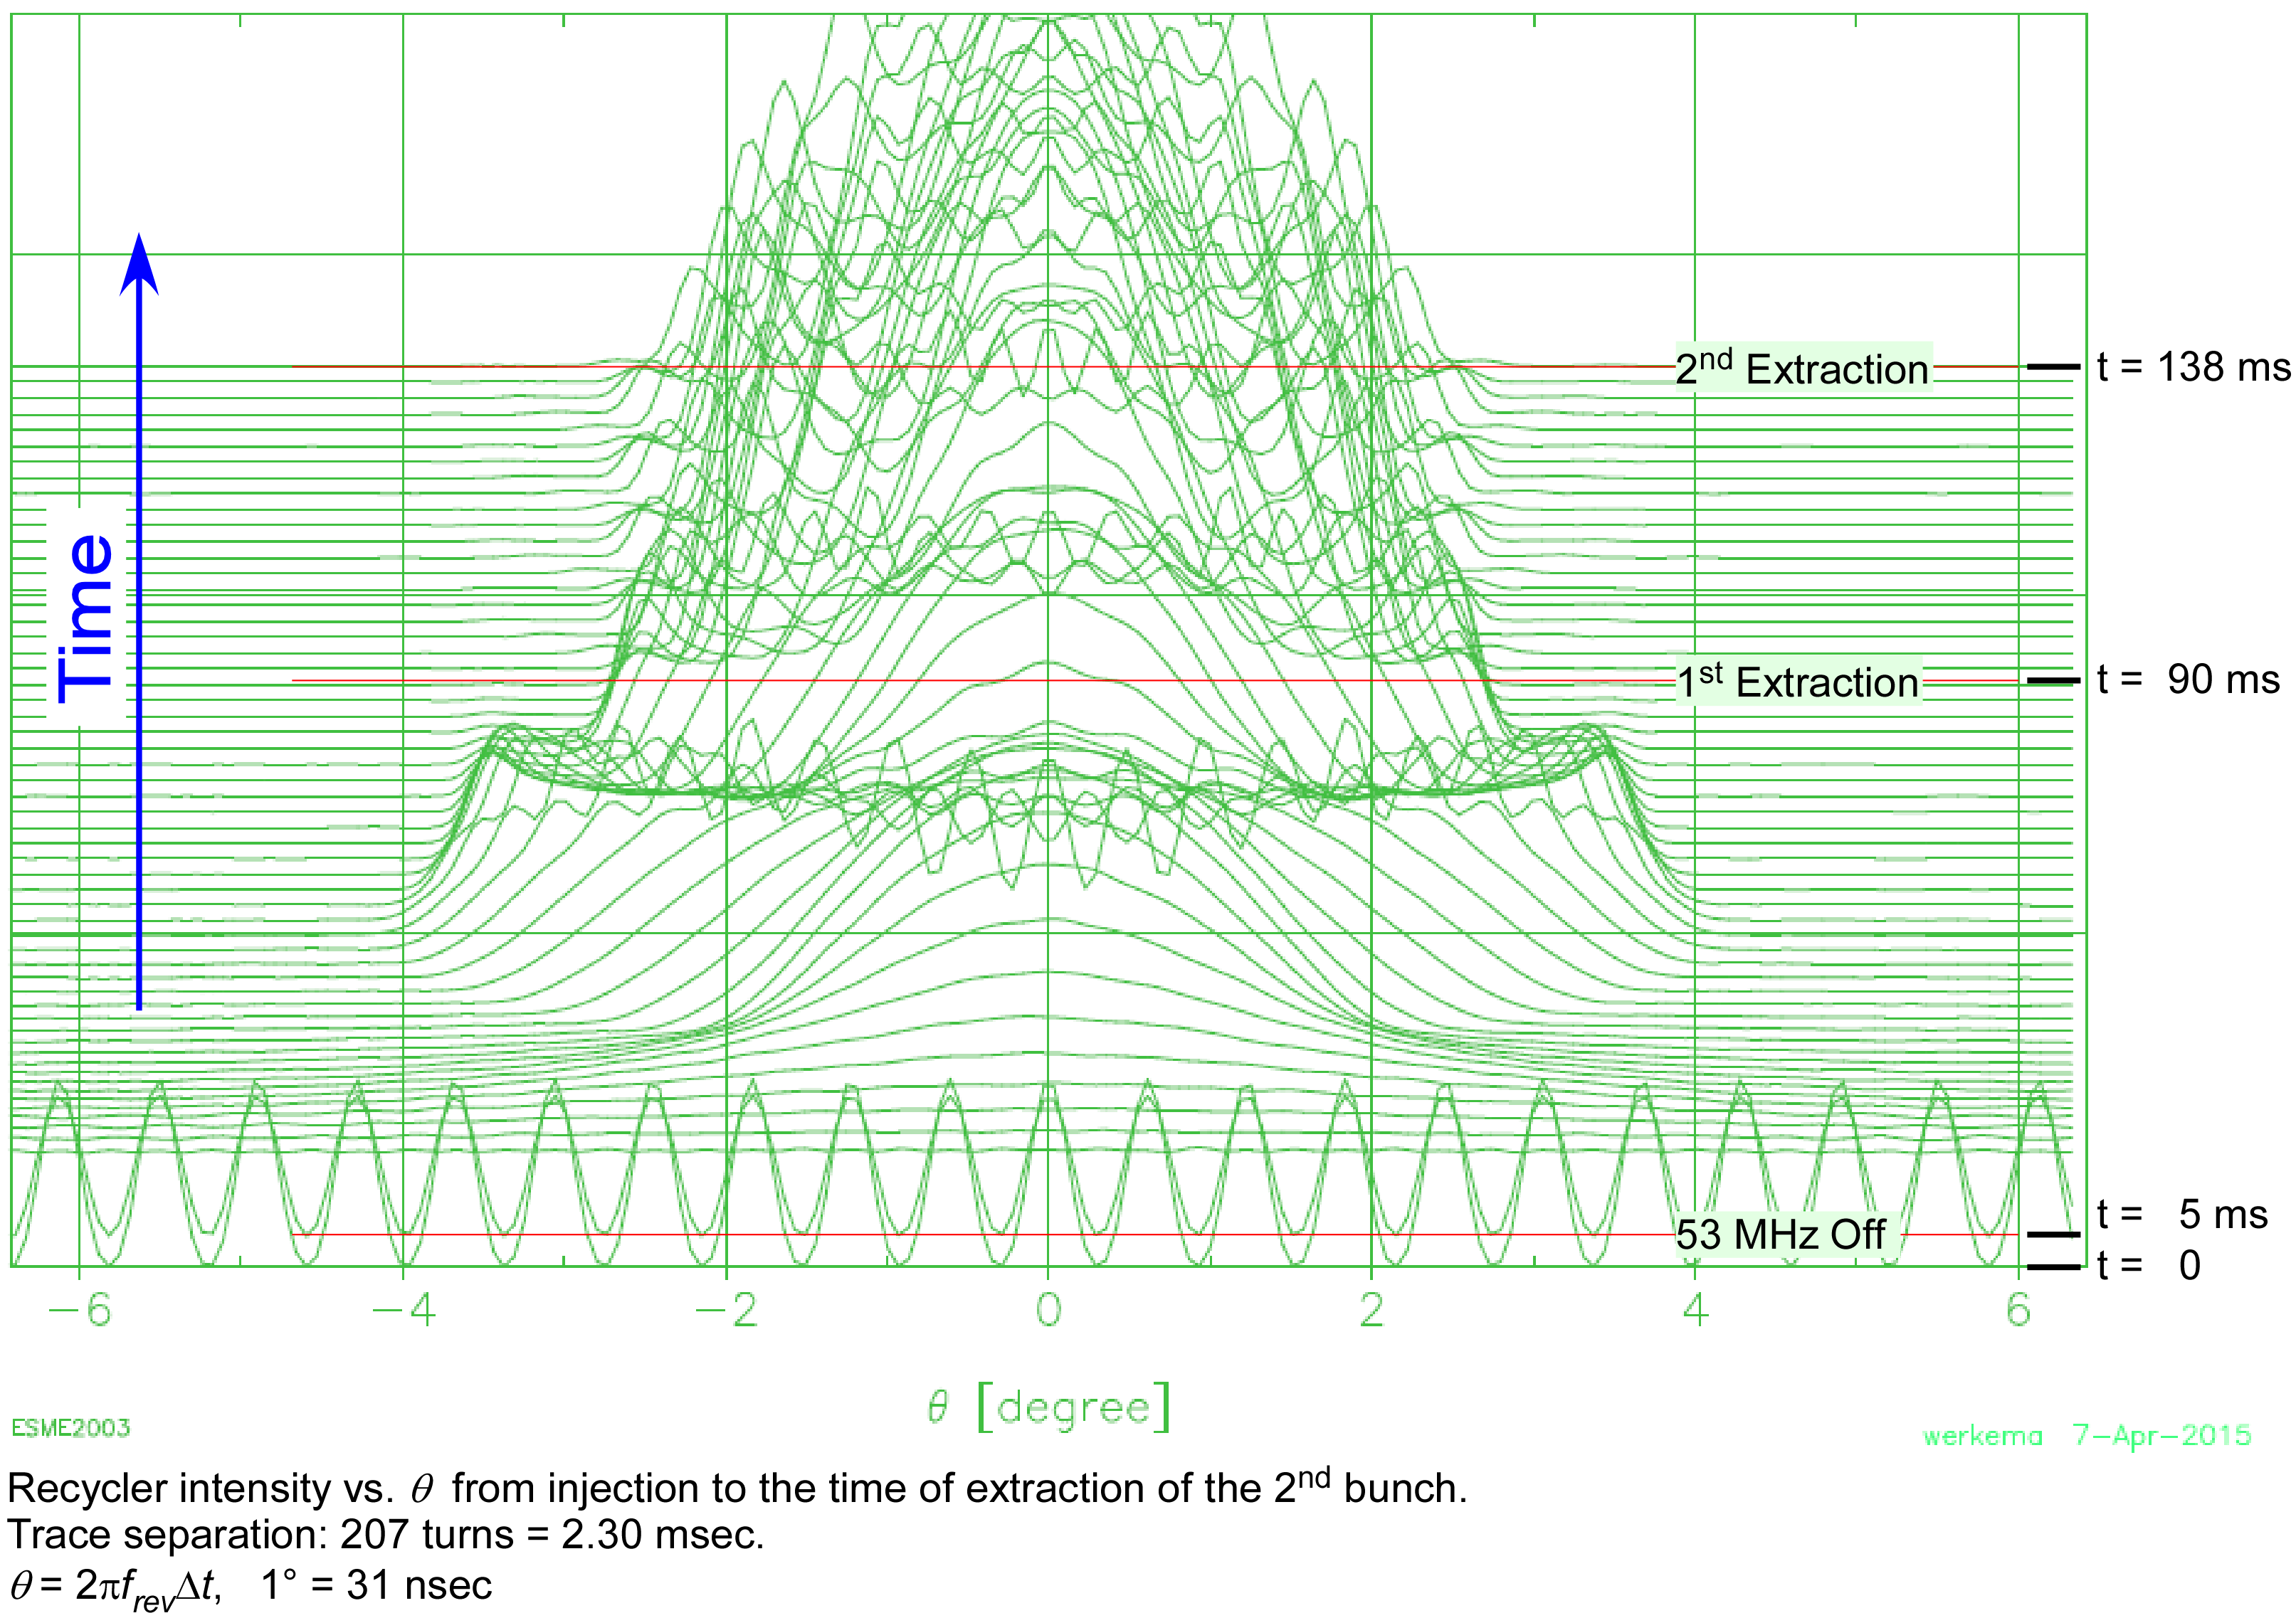 Time
2nd Extraction
t = 138 ms
1st Extraction
t = 90 ms
t = 5 ms
53 MHz Off
t = 0
−6 −4 −2 0 2 4 6
θ [degree]
ESME2003
werkema 7−Apr−2015
Recycler intensity vs. θ from injection to the time of extraction of the 2nd bunch.
Trace separation: 207 turns = 2.30 msec.
θ = 2πf_rev Δt, 1° = 31 nsec